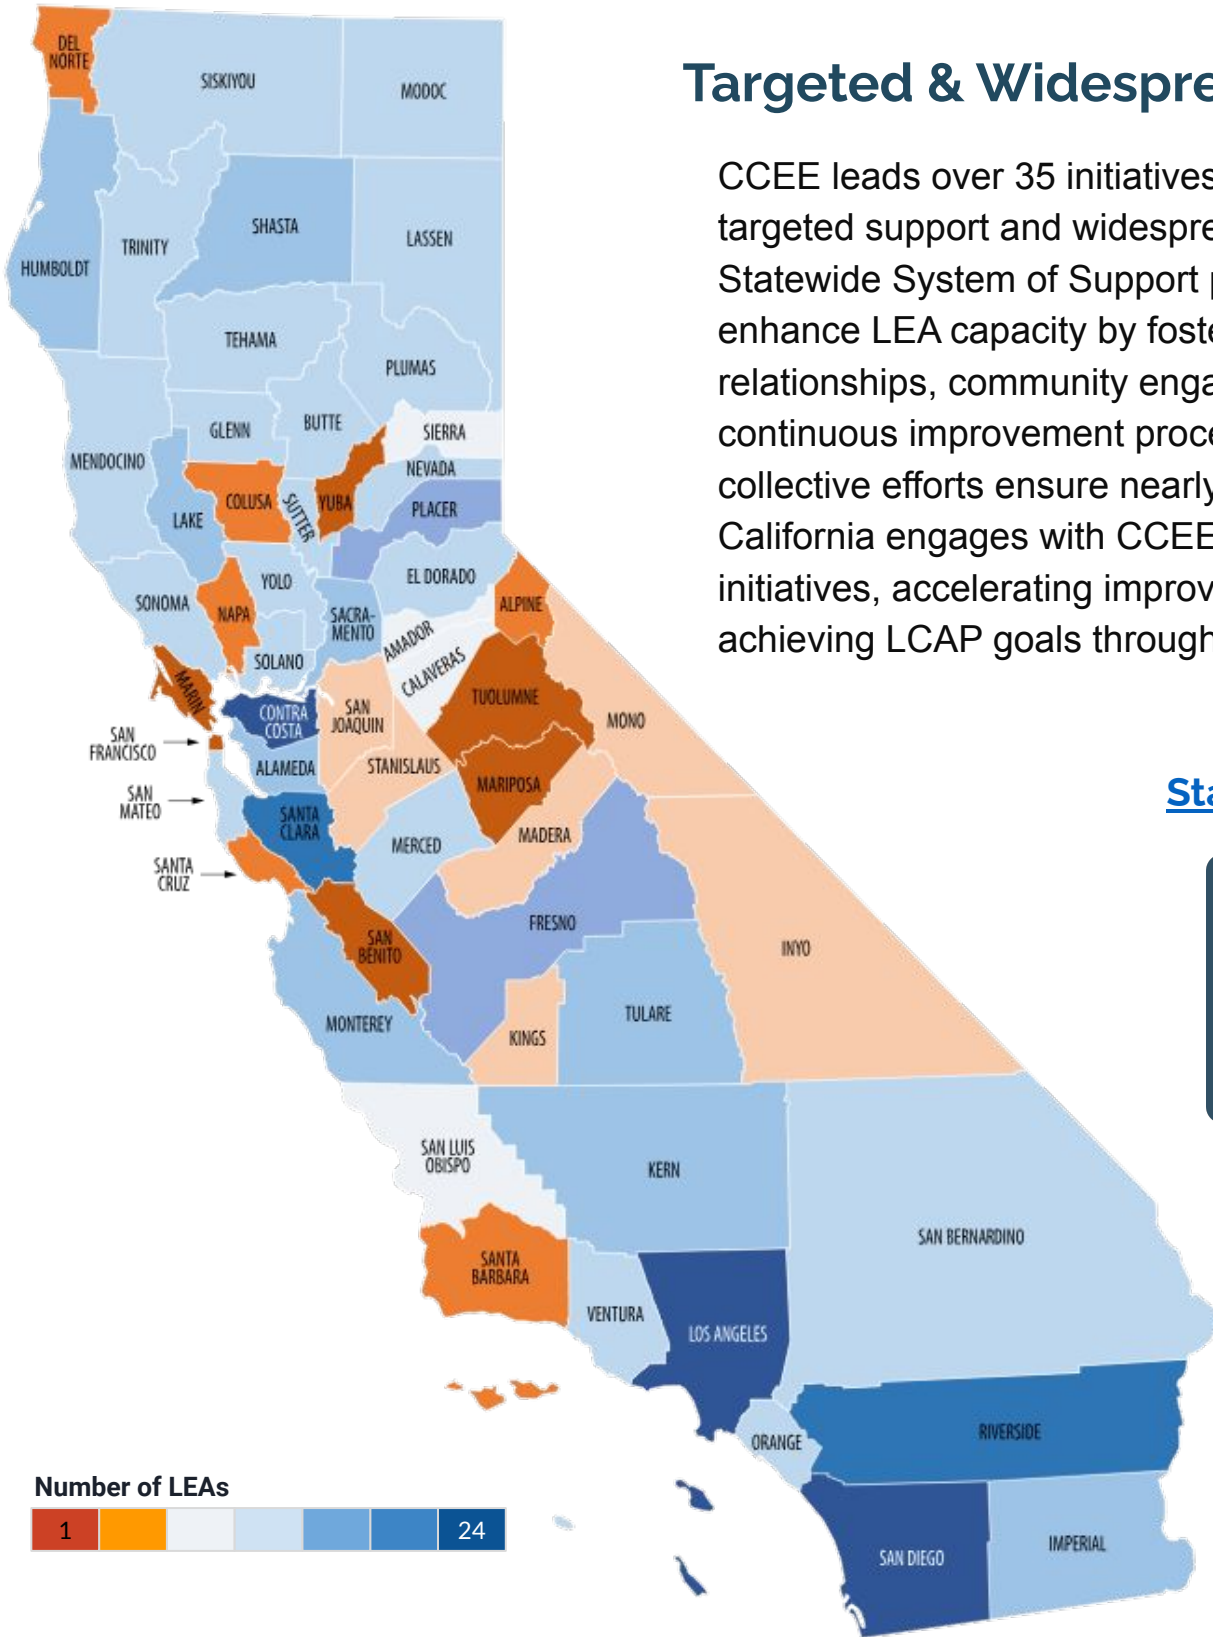 DEL
NORTE
SISKIYOU
MODOC
HUMBOLDT
TRINITY
SHASTA
LASSEN
TEHAMA
PLUMAS
MENDOCINO
GLENN
BUTTE
SIERRA
NEVADA
PLACER
LAKE
COLUSA
SUTTER
YUBA
SONOMA
NAPA
YOLO
SACRA-
MENTO
EL DORADO
ALPINE
SOLANO
AMADOR
CALAVERAS
MARIN
CONTRA
COSTA
SAN
JOAQUIN
TUOLUMNE
MONO
SAN
FRANCISCO
ALAMEDA
STANISLAUS
MARIPOSA
SAN
MATEO
SANTA
CLARA
MERCED
MADERA
SANTA
CRUZ
SAN
BENITO
FRESNO
INYO
MONTEREY
KINGS
TULARE
SAN LUIS
OBISPO
KERN
SAN BERNARDINO
SANTA
BARBARA
VENTURA
LOS ANGELES
ORANGE
RIVERSIDE
SAN DIEGO
IMPERIAL
Number of LEAs
1
24
Targeted & Widespre
CCEE leads over 35 initiatives
targeted support and widespre
Statewide System of Support p
enhance LEA capacity by foste
relationships, community enga
continuous improvement proce
collective efforts ensure nearly
California engages with CCEE
initiatives, accelerating improv
achieving LCAP goals through
Sta